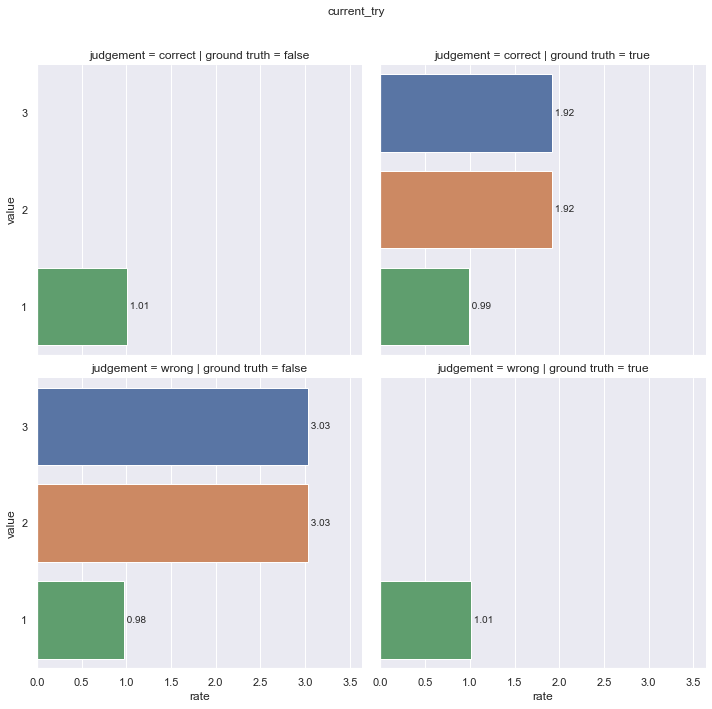 current_try
judgement = correct | ground truth = false
judgement = correct | ground truth = true
value
3
2
1
1.01
1.92
1.92
0.99
judgement = wrong | ground truth = false
judgement = wrong | ground truth = true
value
3
2
1
3.03
3.03
0.98
1.01
0.0 0.5 1.0 1.5 2.0 2.5 3.0 3.5
rate
0.0 0.5 1.0 1.5 2.0 2.5 3.0 3.5
rate